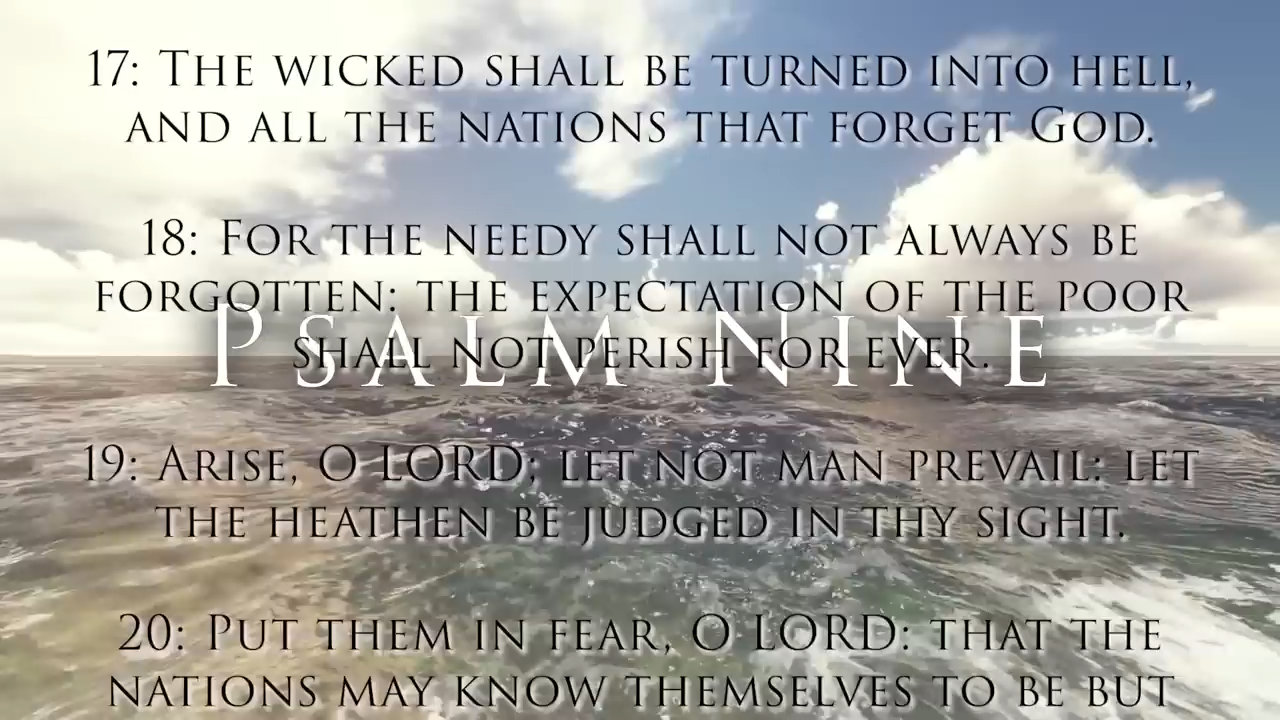 17: The wicked shall be turned into hell,
and all the nations that forget God.
18: For the needy shall not always be
forgotten: the expectation of the poor
shall not perish for ever.
Psalm Nine
19: Arise, O LORD; let not man prevail: let
the heathen be judged in thy sight.
20: Put them in fear, O LORD: that the
nations may know themselves to be but